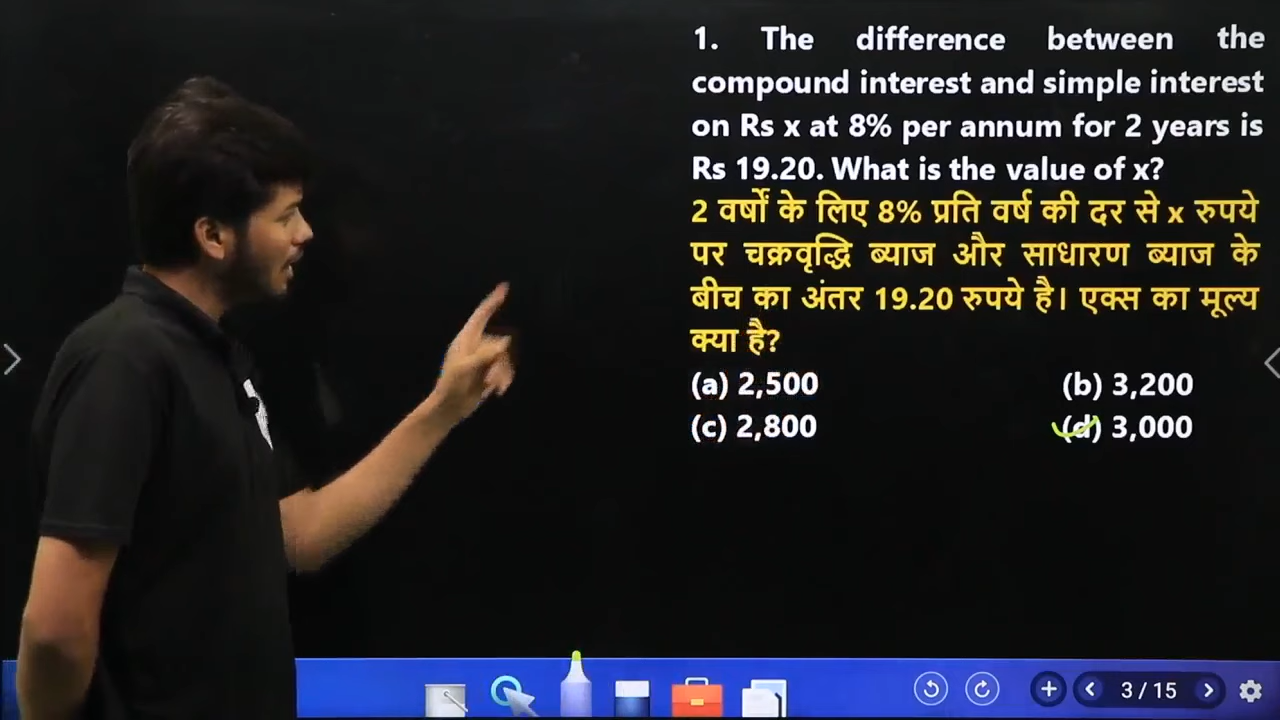 1. The difference between the
compound interest and simple interest
on Rs x at 8% per annum for 2 years is
Rs 19.20. What is the value of x?
2 वर्षों के लिए 8% प्रति वर्ष की दर से x रुपये
पर चक्रवृद्धि ब्याज और साधारण ब्याज के
बीच का अंतर 19.20 रुपये है। एक्स का मूल्य
क्या है?
(a) 2,500 (b) 3,200
(c) 2,800 (d) 3,000
3 / 15